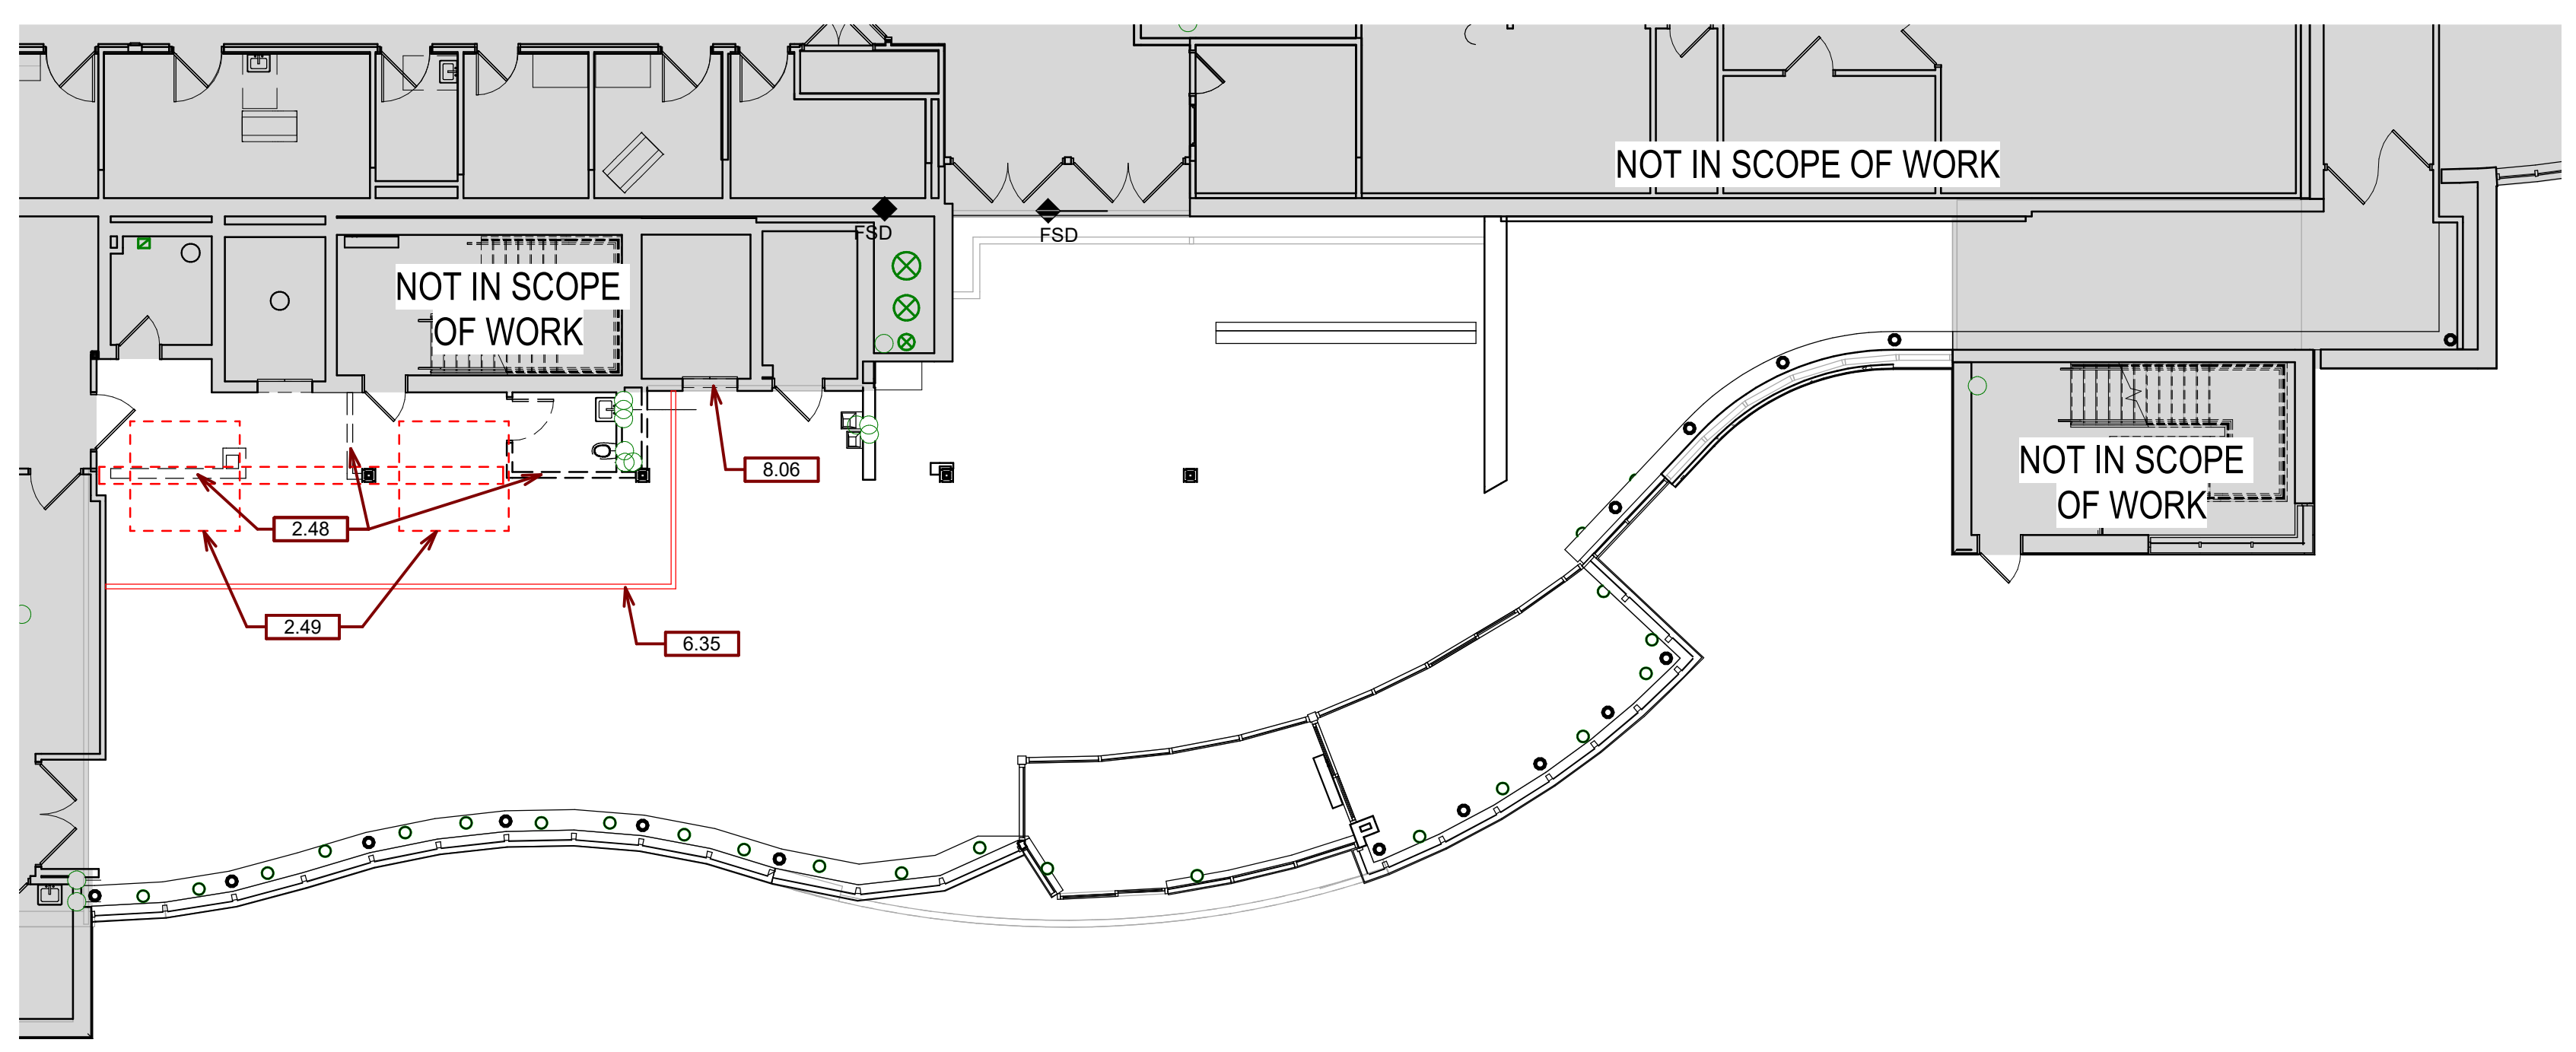 NOT IN SCOPE OF WORK
FSD
FSD
NOT IN SCOPE
OF WORK
8.06
2.48
NOT IN SCOPE
OF WORK
2.49
6.35